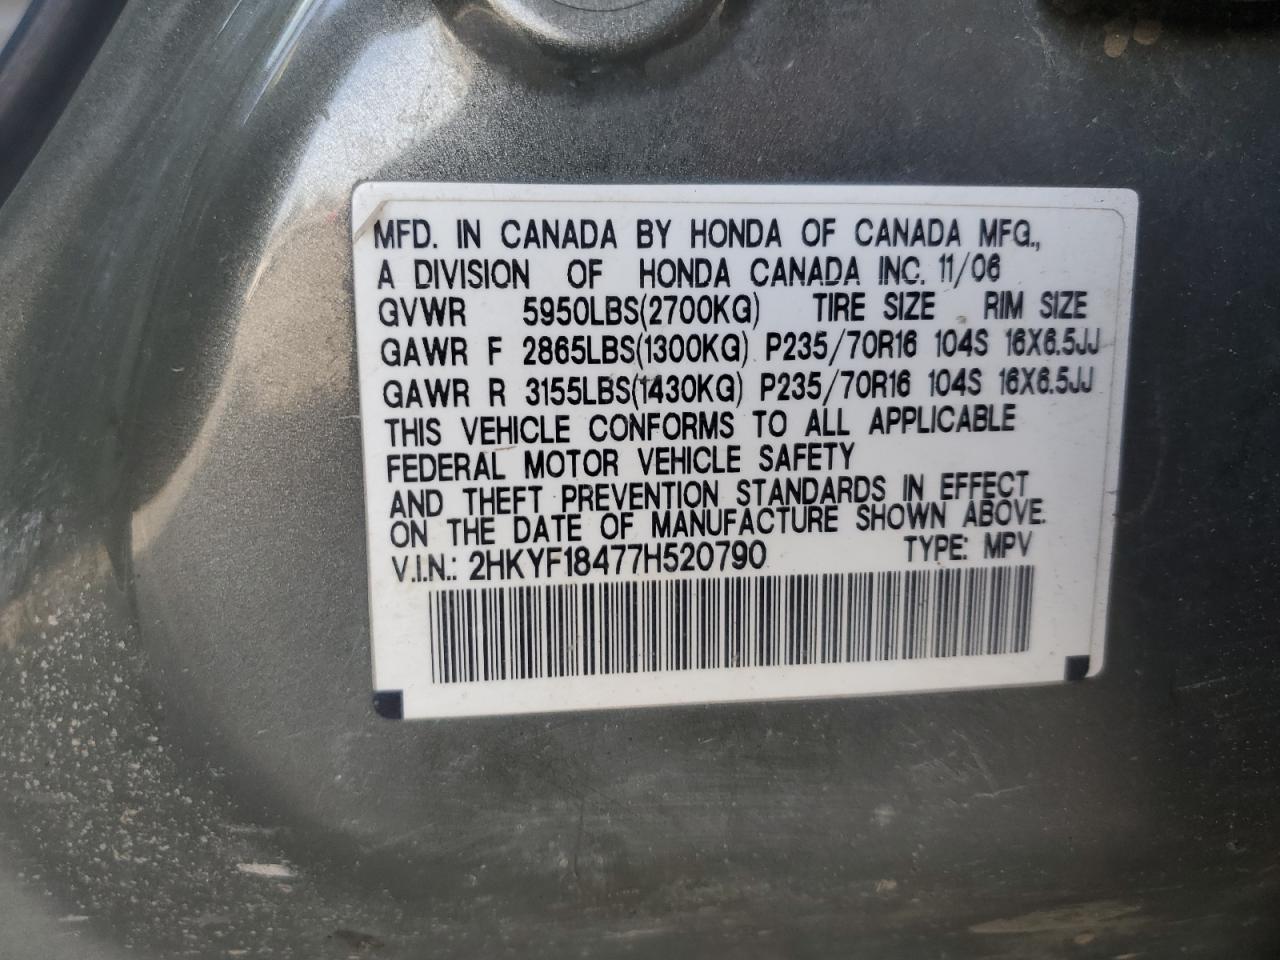 MFD. IN CANADA BY HONDA OF CANADA MFG.,
A DIVISION OF HONDA CANADA INC. 11/06
GVWR 5950LBS(2700KG) TIRE SIZE RIM SIZE
GAWR F 2865LBS(1300KG) P235/70R16 104S 16X6.5JJ
GAWR R 3155LBS(1430KG) P235/70R16 104S 16X6.5JJ
THIS VEHICLE CONFORMS TO ALL APPLICABLE
FEDERAL MOTOR VEHICLE SAFETY
AND THEFT PREVENTION STANDARDS IN EFFECT
ON THE DATE OF MANUFACTURE SHOWN ABOVE.
V.I.N.: 2HKYF18477H520790 TYPE: MPV